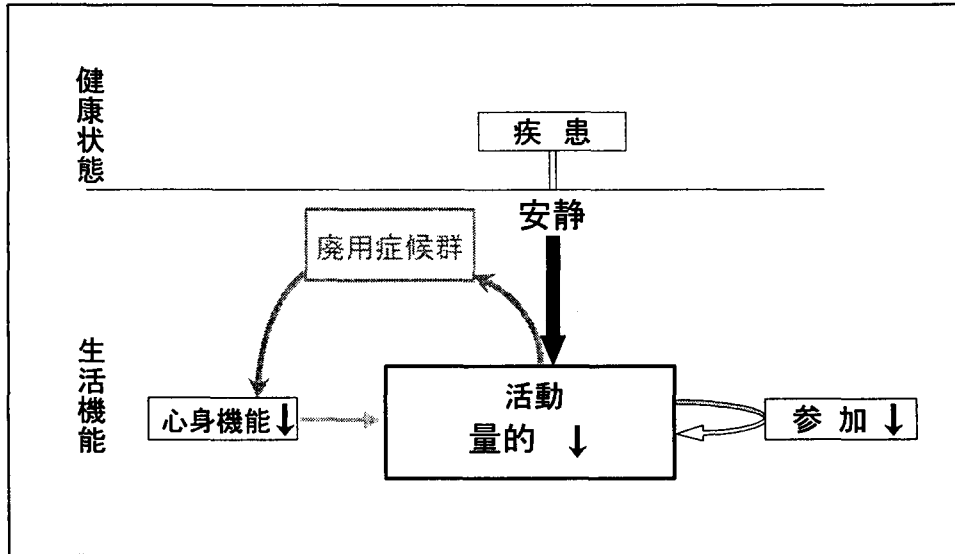 健康状態
疾患
安静
廃用症候群
生活機能
心身機能↓
活動
量的 ↓
参加↓